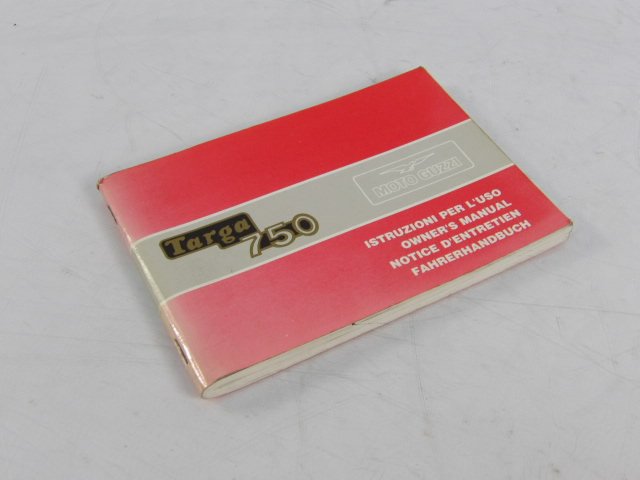 Targa
750
MOTO GUZZI
ISTRUZIONI PER L'USO
OWNER'S MANUAL
NOTICE D'ENTRETIEN
FAHRERHANDBUCH